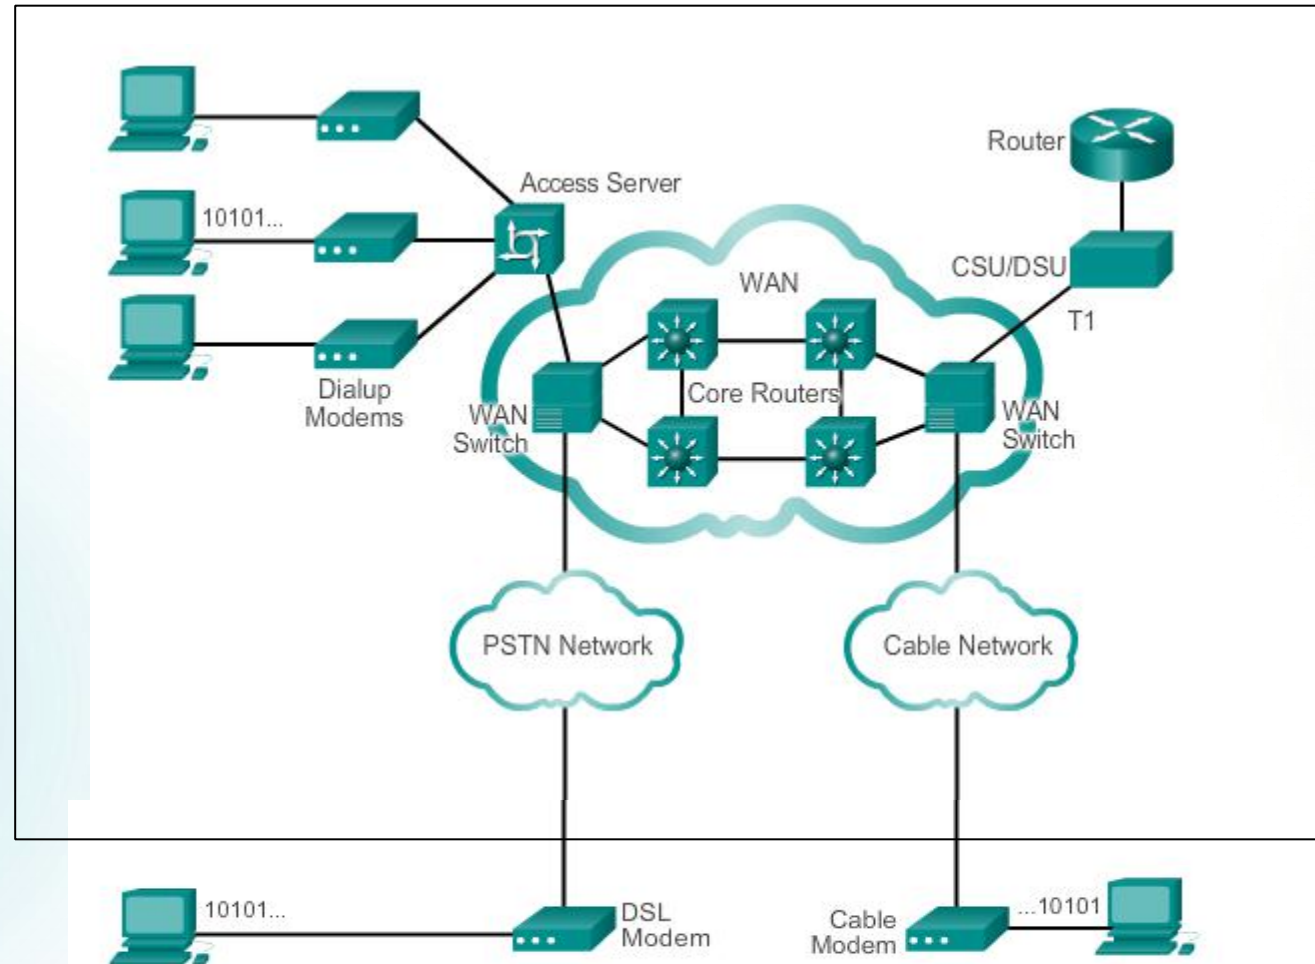 Router
Access Server
10101...
CSU/DSU
WAN
T1
Dialup
Modems
Core Routers
WAN
Switch
WAN
Switch
PSTN Network
Cable Network
10101...
DSL
Modem
Cable
Modem
...10101